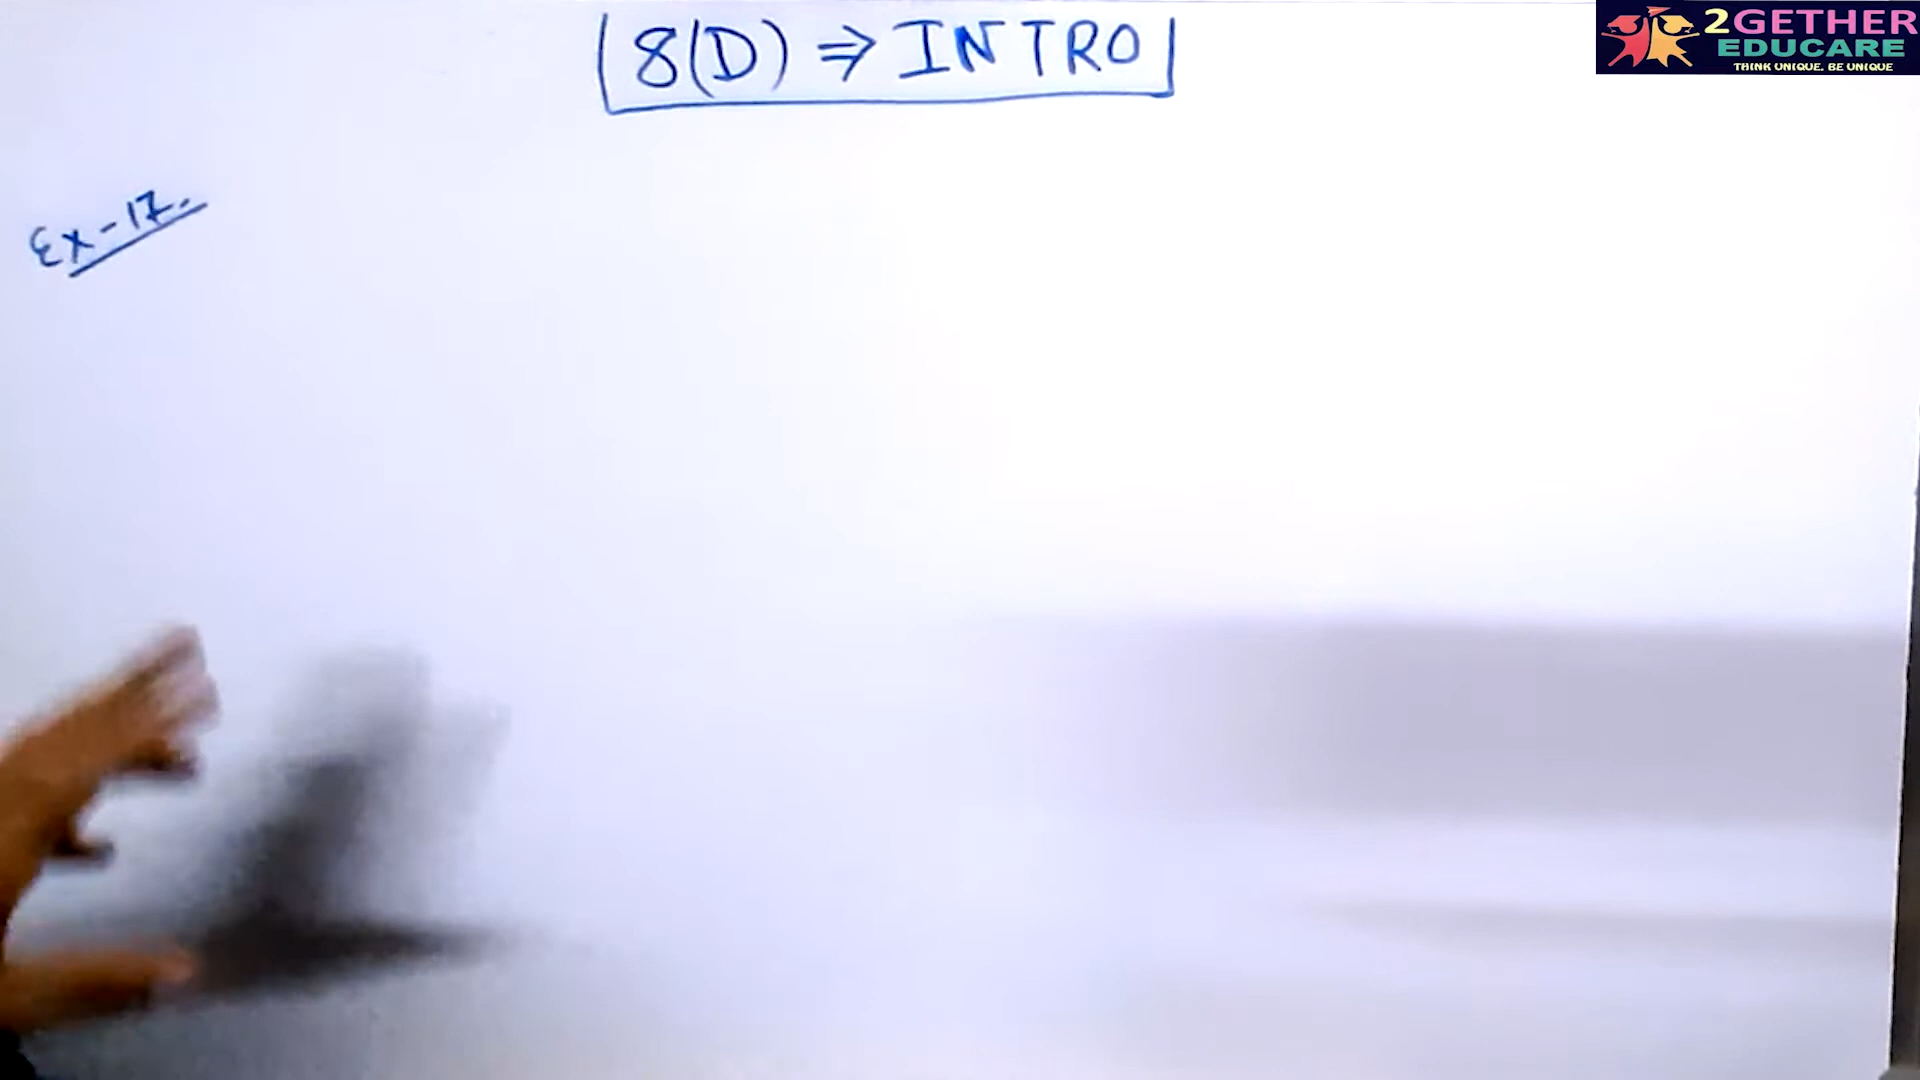 8(D) ⇒ INTRO
2GETHER
EDUCARE
THINK UNIQUE. BE UNIQUE
Ex-17.